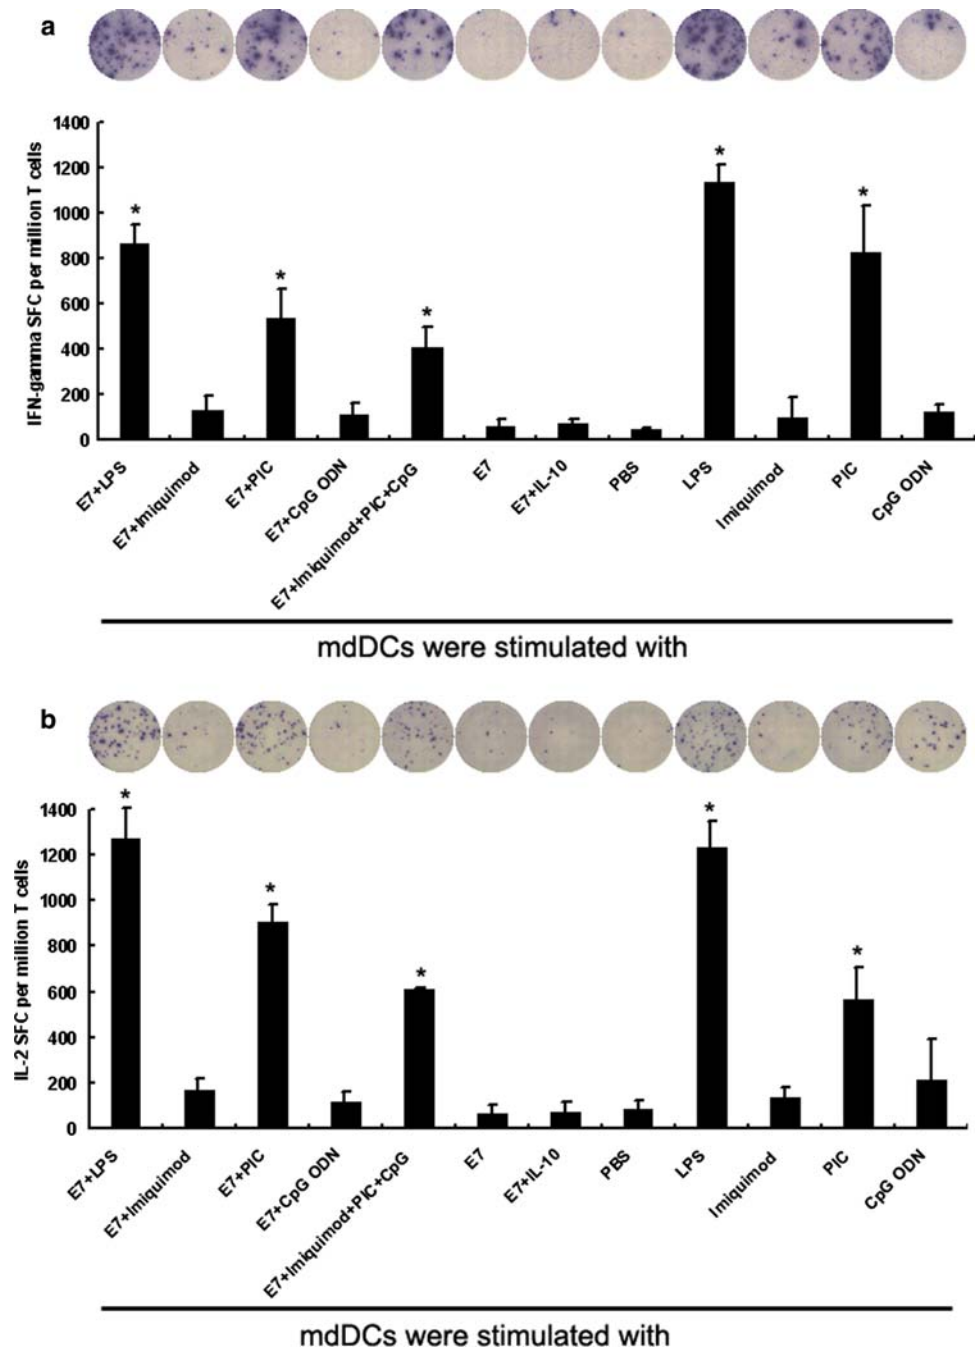 a
IFN-gamma SFC per million T cells
1400
1200
1000
800
600
400
200
0
*
*
*
*
*
E7+LPS
E7+Imiquimod
E7+PIC
E7+CpG ODN
E7+Imiquimod+PIC+CpG
E7
E7+IL-10
PBS
LPS
Imiquimod
PIC
CpG ODN
mdDCs were stimulated with
b
IL-2 SFC per million T cells
1400
1200
1000
800
600
400
200
0
*
*
*
*
*
E7+LPS
E7+Imiquimod
E7+PIC
E7+CpG ODN
E7+Imiquimod+PIC+CpG
E7
E7+IL-10
PBS
LPS
Imiquimod
PIC
CpG ODN
mdDCs were stimulated with